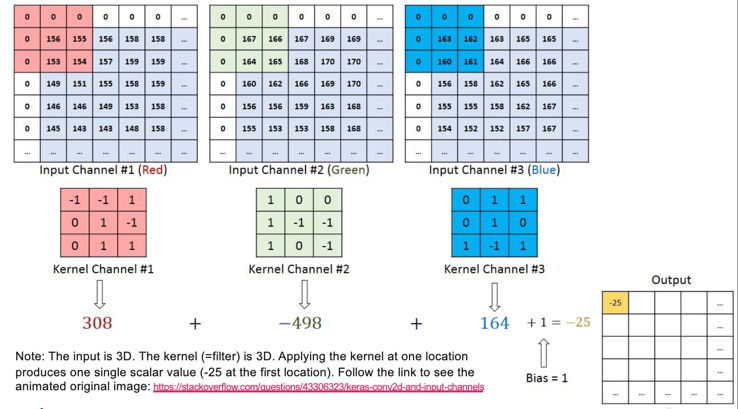 0 0 0 0 0 0 ...
0 156 155 156 158 158 ...
0 153 154 157 159 159 ...
0 149 151 155 158 159 ...
0 146 146 149 153 158 ...
0 145 143 143 148 158 ...
... ... ... ... ... ... ...
Input Channel #1 (Red)
0 0 0 0 0 0 ...
0 167 166 167 169 169 ...
0 164 165 168 170 170 ...
0 160 162 166 169 170 ...
0 156 156 159 163 168 ...
0 155 153 153 158 168 ...
... ... ... ... ... ... ...
Input Channel #2 (Green)
0 0 0 0 0 0 ...
0 163 162 163 165 165 ...
0 160 161 164 166 166 ...
0 156 158 162 165 166 ...
0 155 155 158 162 167 ...
0 154 152 152 157 167 ...
... ... ... ... ... ... ...
Input Channel #3 (Blue)
-1 -1 1
0 1 -1
0 1 1
Kernel Channel #1
1 0 0
1 -1 -1
1 0 -1
Kernel Channel #2
0 1 1
0 1 0
1 -1 1
Kernel Channel #3
308 + −498 + 164 + 1 = −25
Bias = 1
Output
-25 ...
...
...
...
... ... ... ... ...
Note: The input is 3D. The kernel (=filter) is 3D. Applying the kernel at one location
produces one single scalar value (-25 at the first location). Follow the link to see the
animated original image: https://stackoverflow.com/questions/43306323/keras-conv2d-and-input-channels